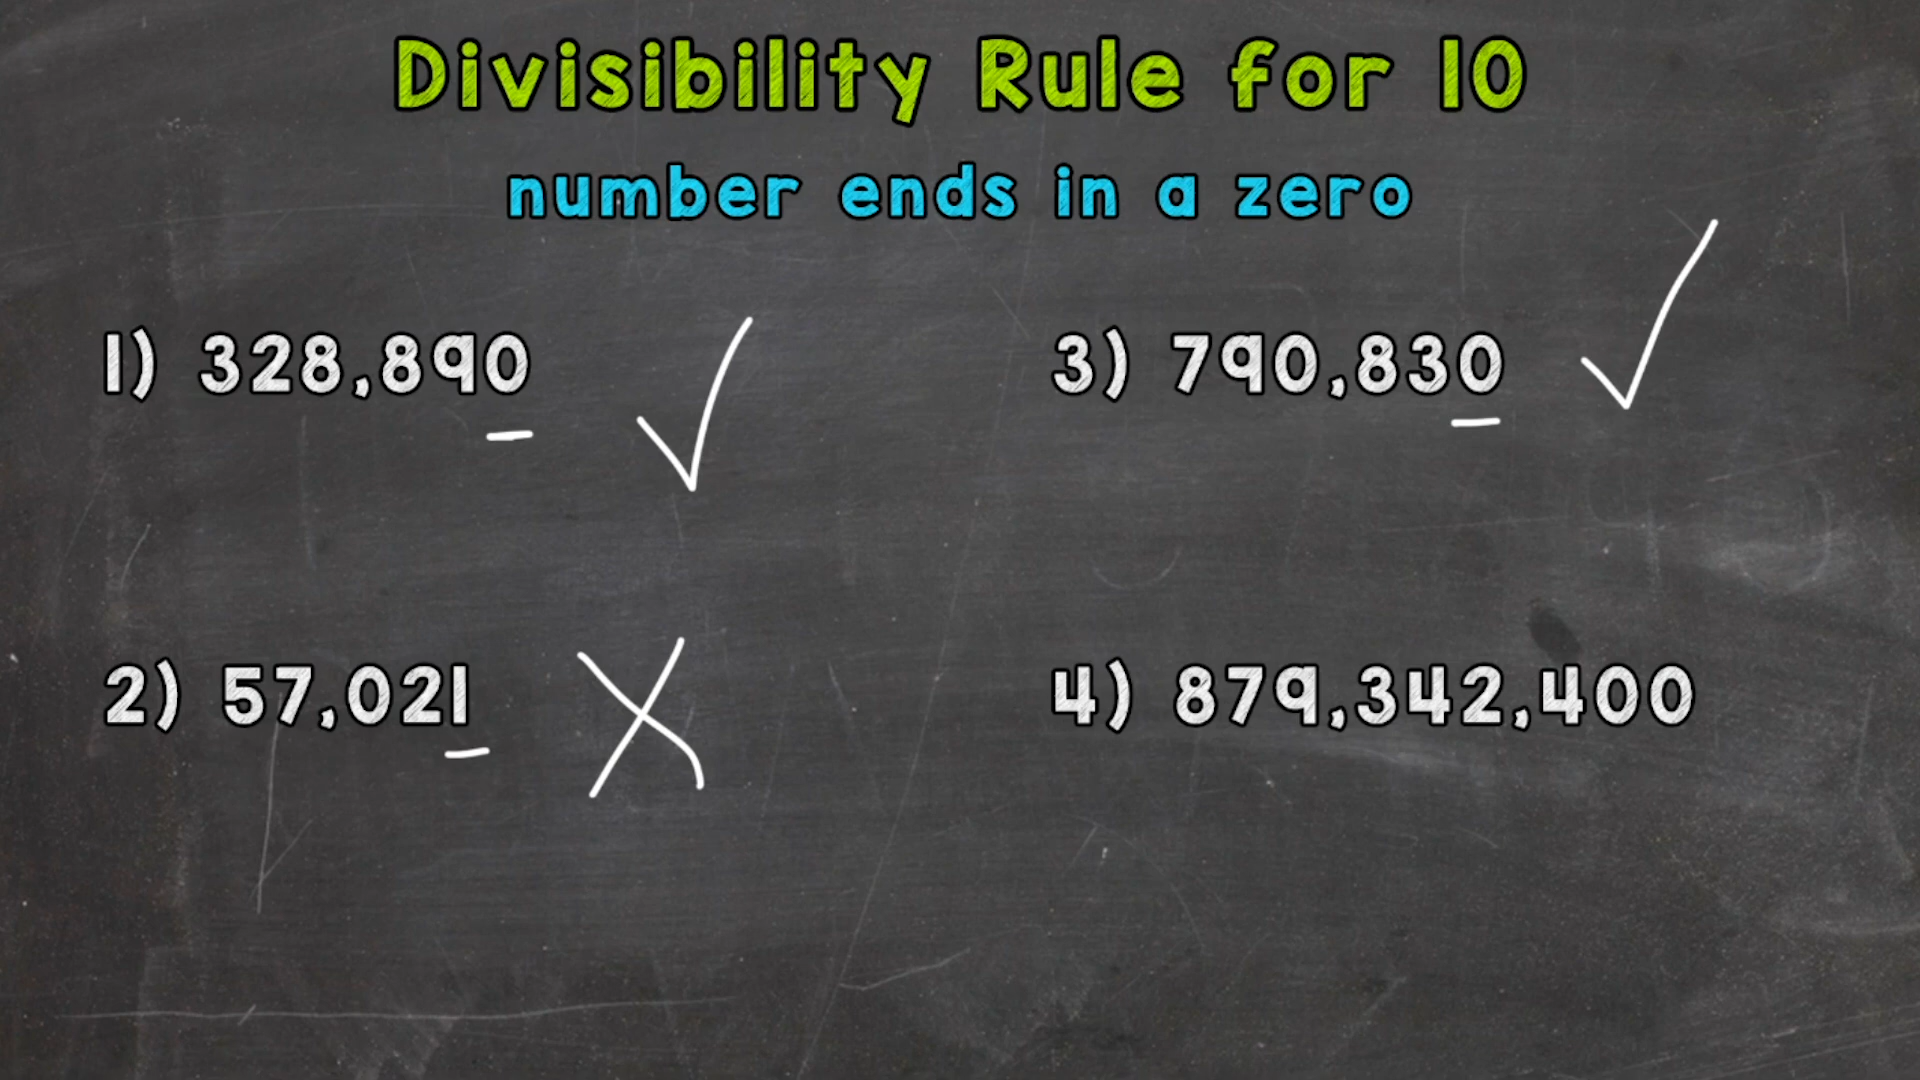 Divisibility Rule for 10
number ends in a zero
1) 328,890
2) 57,021
3) 790,830
4) 879,342,400